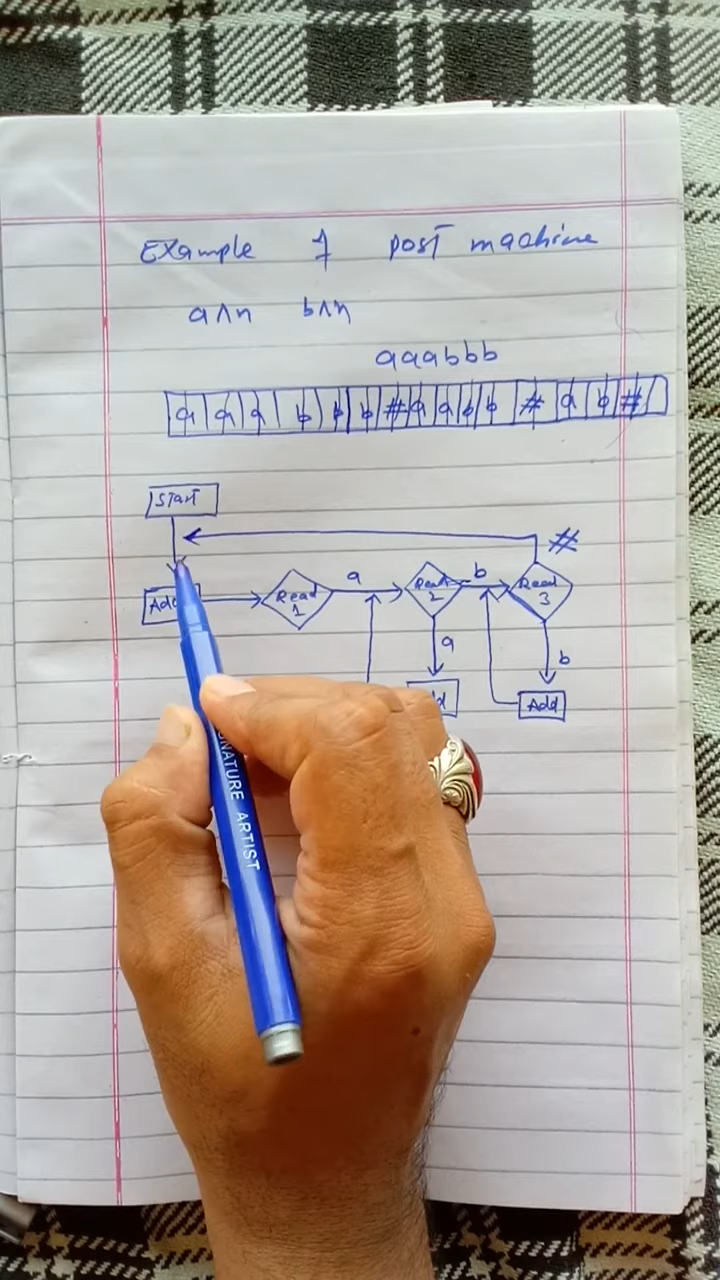 Example of post machine
a^n b^n
aaabbb
a a a b b b # a a b b # a b #
Start
#
Add Read 1 a Read 2 b Read 3
a b
Add
SIGNATURE ARTIST